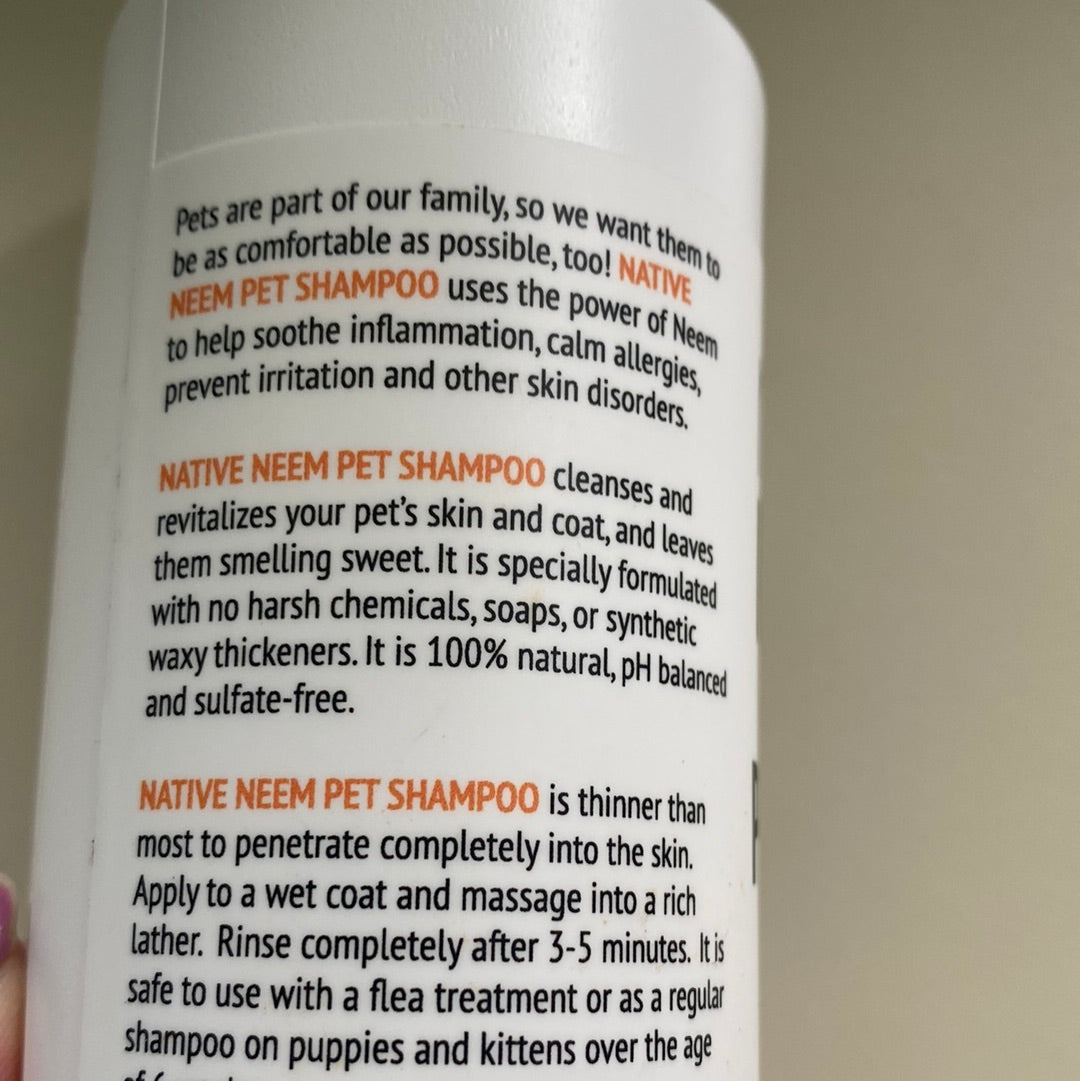 Pets are part of our family, so we want them to
be as comfortable as possible, too! NATIVE
NEEM PET SHAMPOO uses the power of Neem
to help soothe inflammation, calm allergies,
prevent irritation and other skin disorders.
NATIVE NEEM PET SHAMPOO cleanses and
revitalizes your pet's skin and coat, and leaves
them smelling sweet. It is specially formulated
with no harsh chemicals, soaps, or synthetic
waxy thickeners. It is 100% natural, pH balanced
and sulfate-free.
NATIVE NEEM PET SHAMPOO is thinner than
most to penetrate completely into the skin.
Apply to a wet coat and massage into a rich
lather. Rinse completely after 3-5 minutes. It is
safe to use with a flea treatment or as a regular
shampoo on puppies and kittens over the age